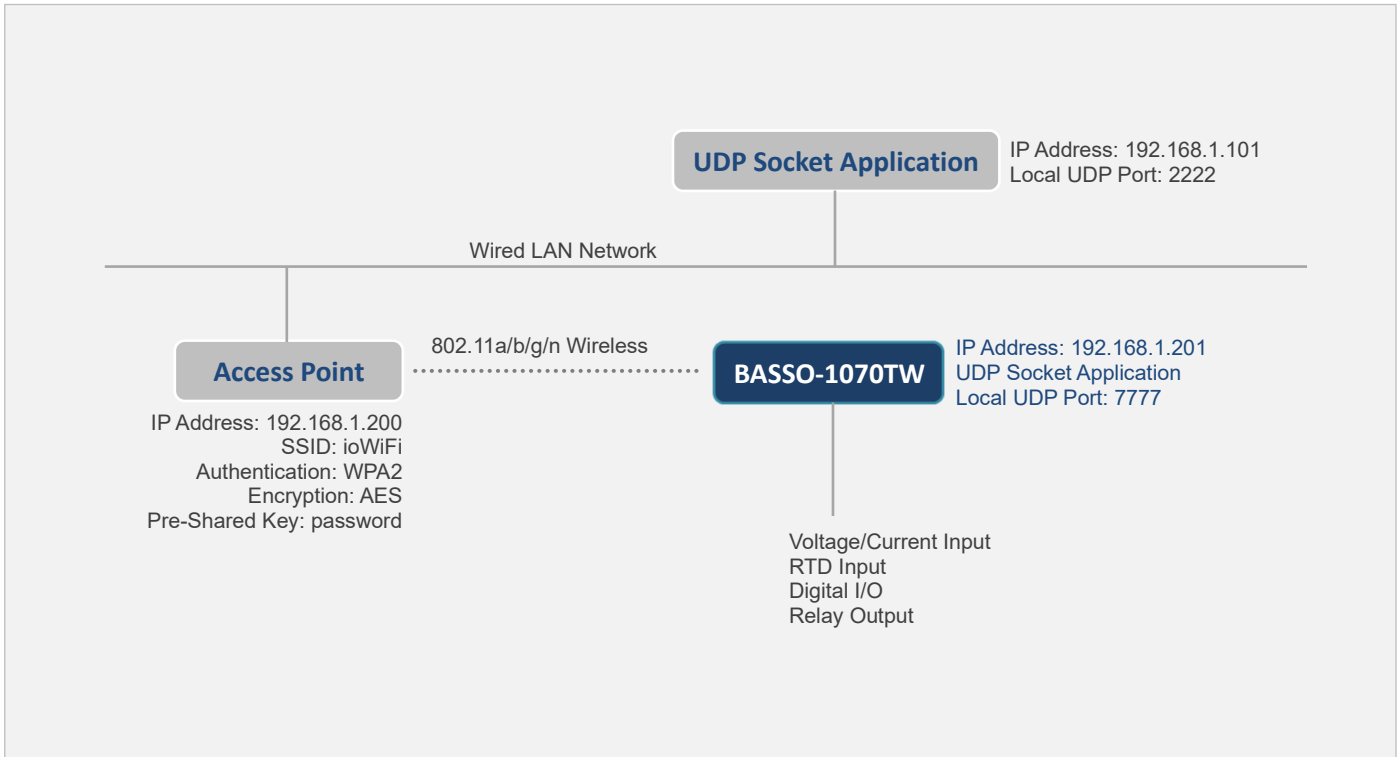 UDP Socket Application
IP Address: 192.168.1.101
Local UDP Port: 2222
Wired LAN Network
Access Point
802.11a/b/g/n Wireless
BASSO-1070TW
IP Address: 192.168.1.201
UDP Socket Application
Local UDP Port: 7777
IP Address: 192.168.1.200
SSID: ioWiFi
Authentication: WPA2
Encryption: AES
Pre-Shared Key: password
Voltage/Current Input
RTD Input
Digital I/O
Relay Output